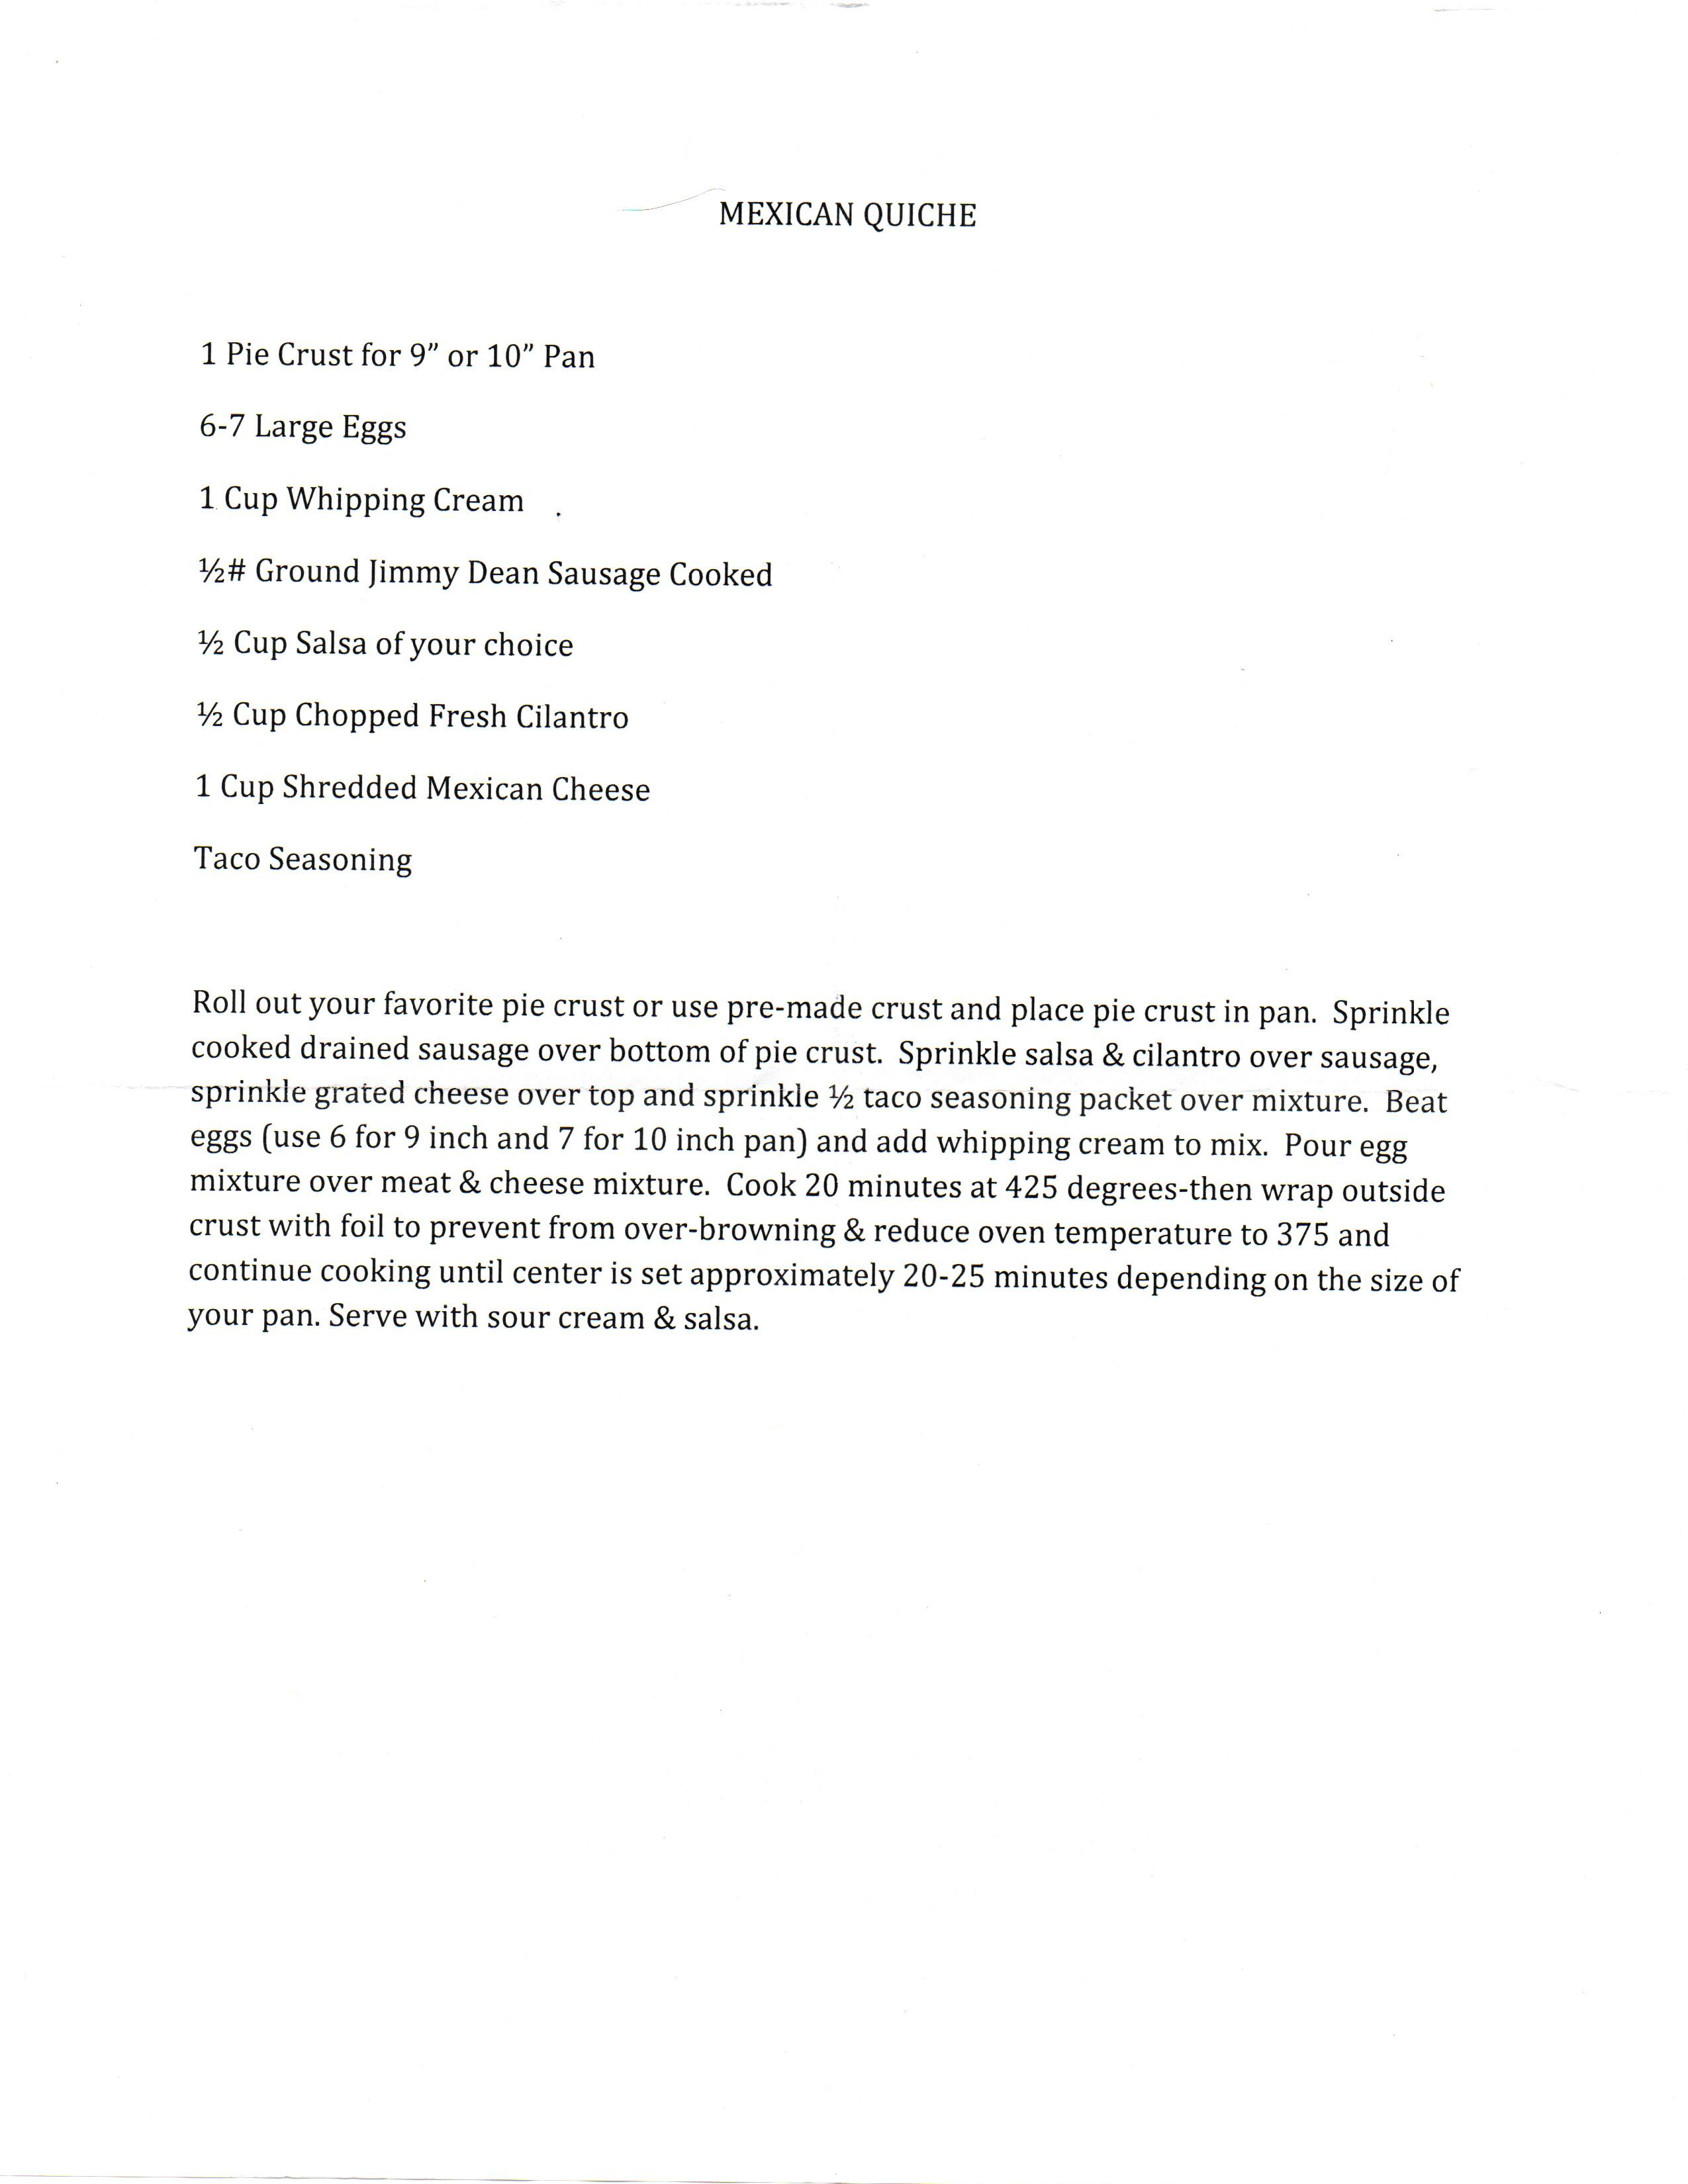 MEXICAN QUICHE
1 Pie Crust for 9” or 10” Pan
6-7 Large Eggs
1 Cup Whipping Cream
½# Ground Jimmy Dean Sausage Cooked
½ Cup Salsa of your choice
½ Cup Chopped Fresh Cilantro
1 Cup Shredded Mexican Cheese
Taco Seasoning
Roll out your favorite pie crust or use pre-made crust and place pie crust in pan.  Sprinkle
cooked drained sausage over bottom of pie crust.  Sprinkle salsa & cilantro over sausage,
sprinkle grated cheese over top and sprinkle ½ taco seasoning packet over mixture.  Beat
eggs (use 6 for 9 inch and 7 for 10 inch pan) and add whipping cream to mix.  Pour egg
mixture over meat & cheese mixture.  Cook 20 minutes at 425 degrees-then wrap outside
crust with foil to prevent from over-browning & reduce oven temperature to 375 and
continue cooking until center is set approximately 20-25 minutes depending on the size of
your pan. Serve with sour cream & salsa.